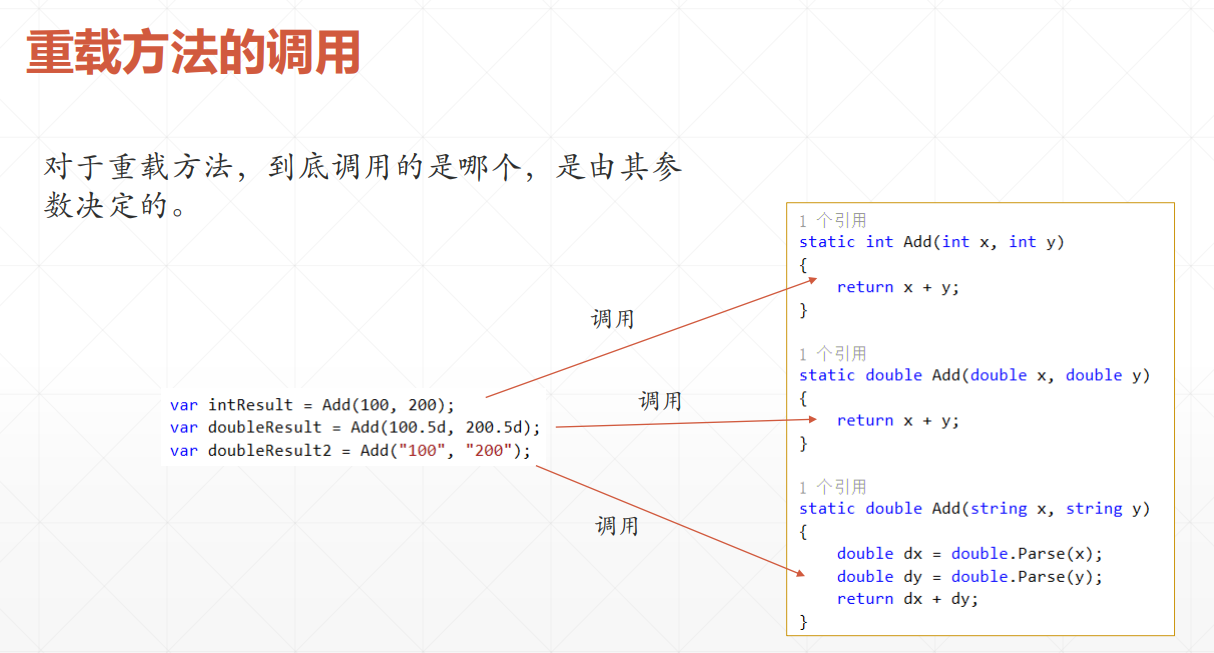 重载方法的调用
对于重载方法，到底调用的是哪个，是由其参
数决定的。
var intResult = Add(100, 200);
var doubleResult = Add(100.5d, 200.5d);
var doubleResult2 = Add("100", "200");
调用
调用
调用
1 个引用
static int Add(int x, int y)
{
    return x + y;
}
1 个引用
static double Add(double x, double y)
{
    return x + y;
}
1 个引用
static double Add(string x, string y)
{
    double dx = double.Parse(x);
    double dy = double.Parse(y);
    return dx + dy;
}